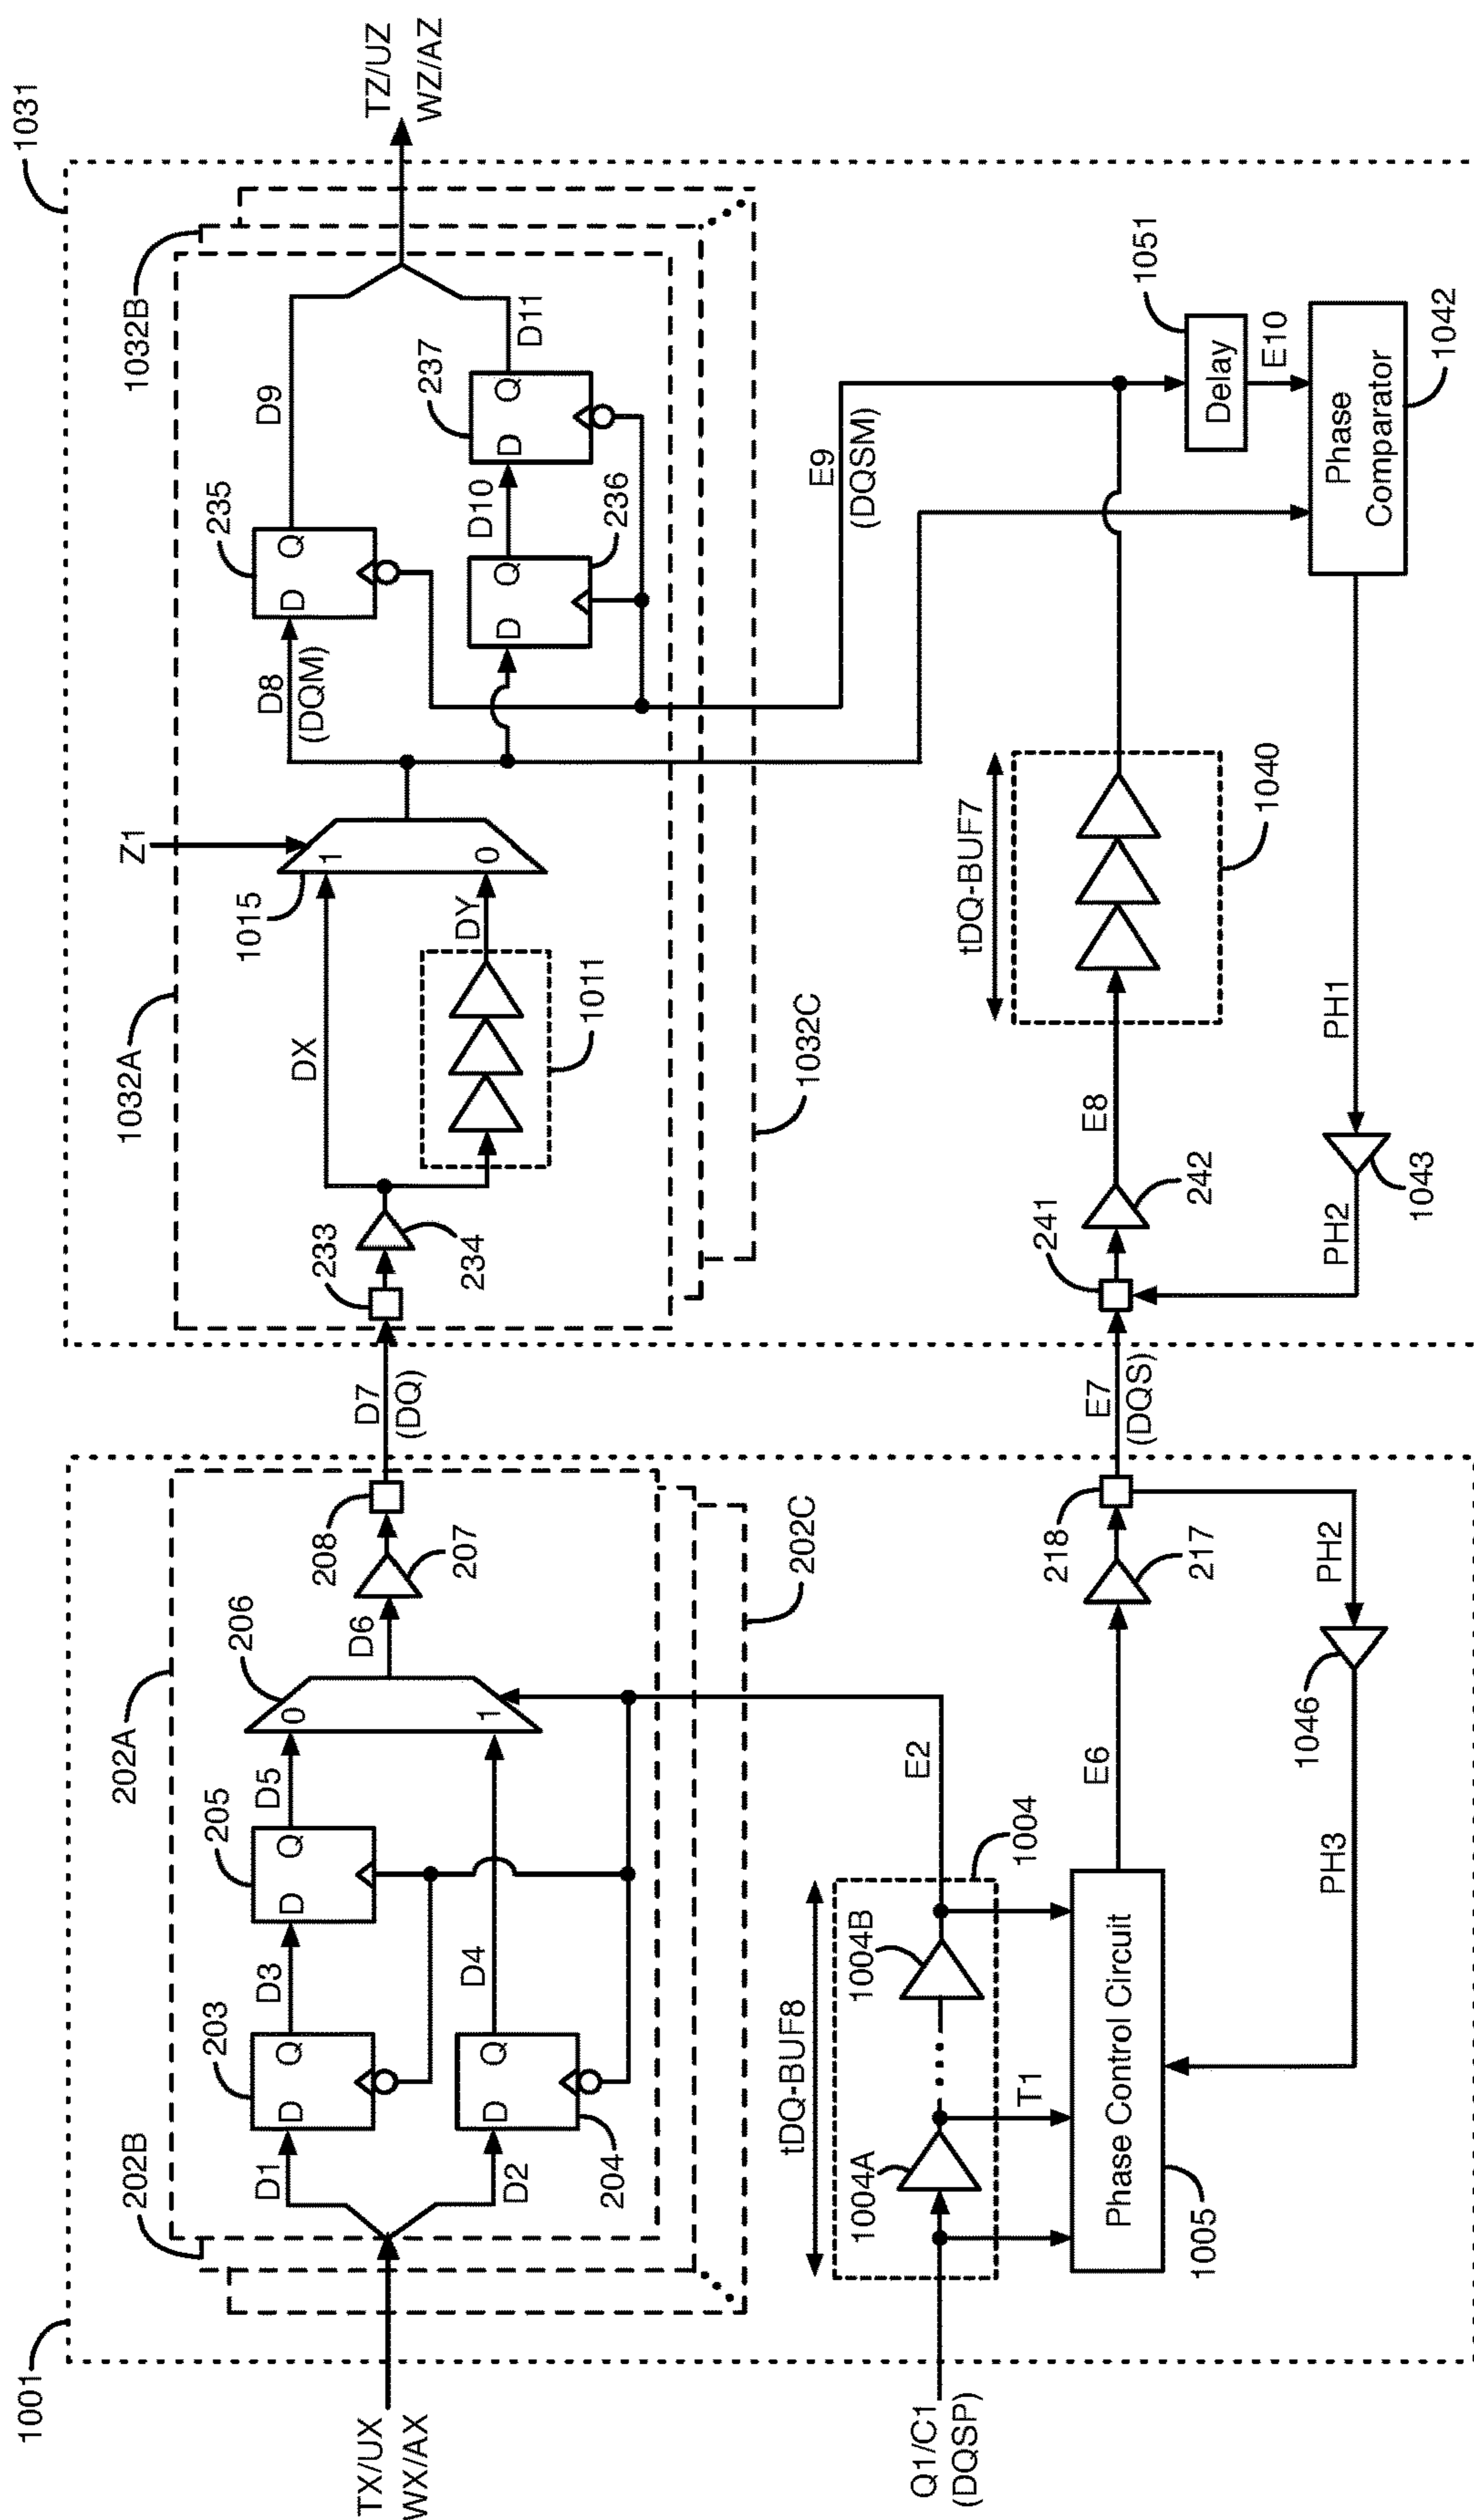 1001
TX/UX
WX/AX
202B
202A
D1
203
D
Q
D3
205
D
Q
D5
206
0
1
D2
204
D
Q
D4
D6
207
208
202C
D7
(DQ)
Q1/C1
(DQSP)
tDQ-BUF8
1004A
1004B
1004
E2
T1
Phase Control Circuit
1005
E6
217
218
PH2
1046
PH3
E7
(DQS)
1031
1032A
1032B
1032C
233
234
DX
1011
DY
1015
Z1
1
0
D8
(DQM)
235
D
Q
D9
D
Q
236
D10
237
D
Q
D11
TZ/UZ
WZ/AZ
241
242
E8
tDQ-BUF7
1040
E9
(DQSM)
1051
Delay
E10
Phase
Comparator
1042
PH1
1043
PH2